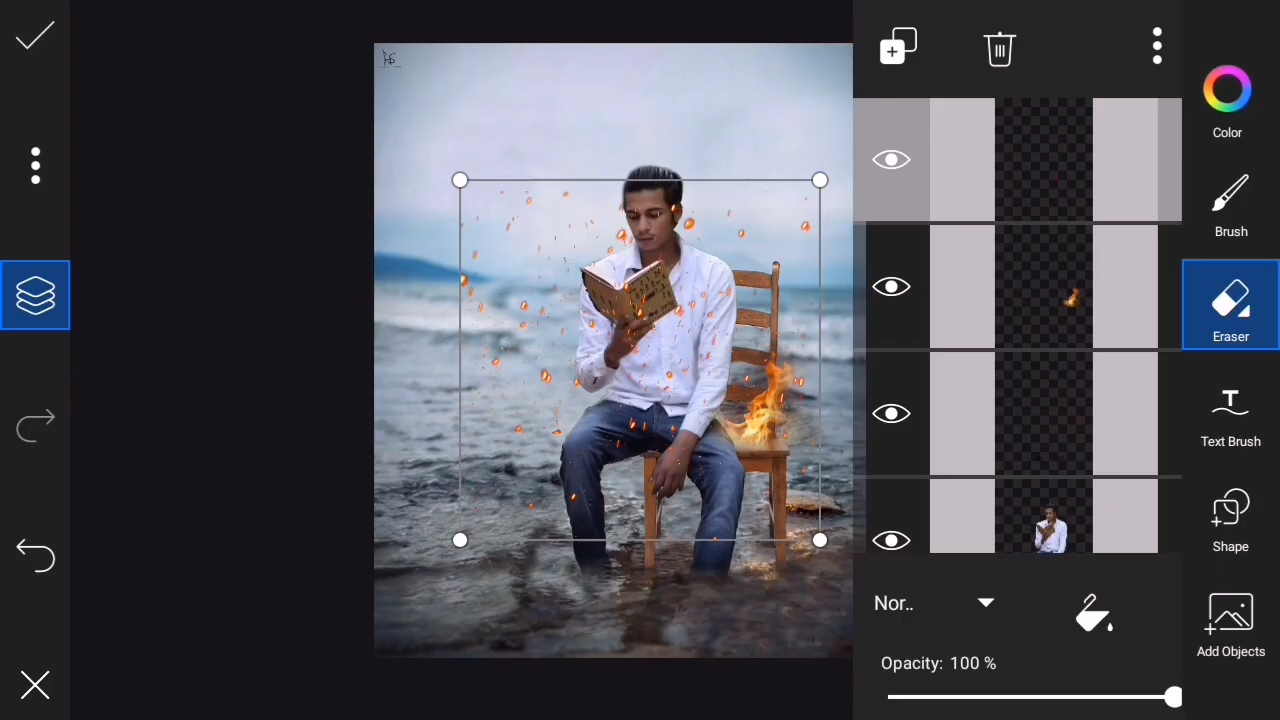 Color
Brush
Eraser
Text Brush
Shape
Add Objects
Nor..
Opacity: 100 %